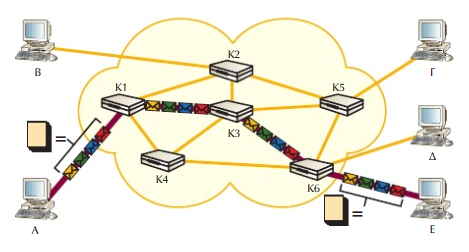 Κ2
Β
Γ
Κ1
Κ5
=
Κ3
Κ4
Δ
Κ6
Α
=
Ε